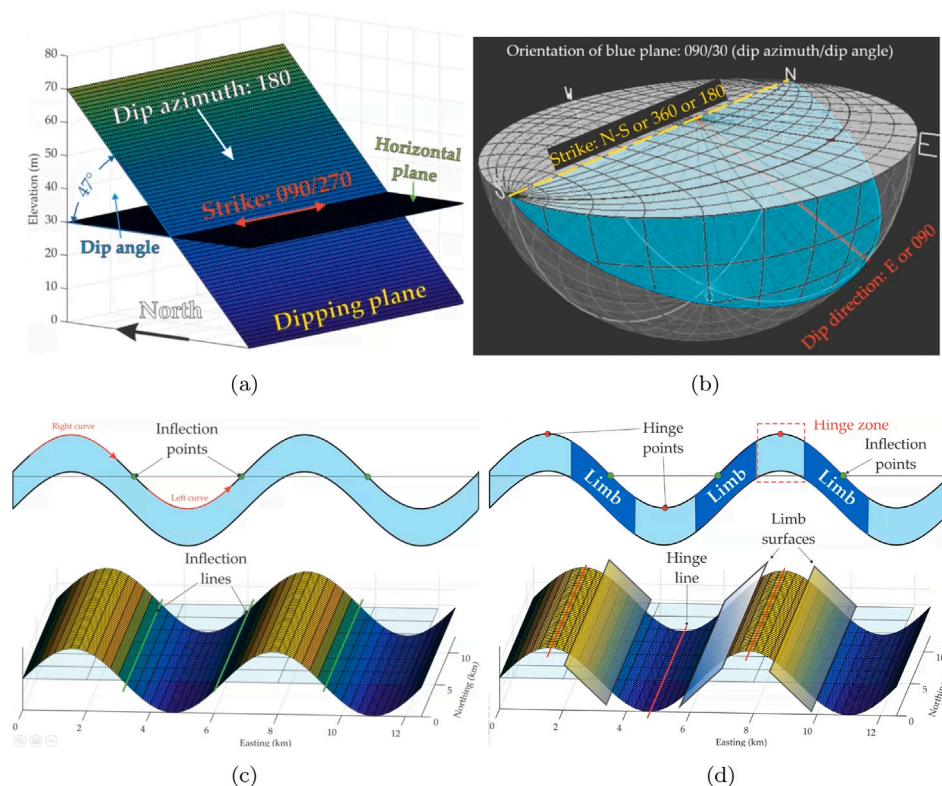 80
70
60
50
40
30
20
10
0
Elevation (m)
Dip azimuth: 180
Horizontal
plane
47°
Strike: 090/270
Dip angle
North
Dipping plane
(a)
Orientation of blue plane: 090/30 (dip azimuth/dip angle)
W
N
E
S
Strike: N-S or 360 or 180
Dip direction: E or 090
(b)
Right curve
Inflection
points
Left curve
Inflection
lines
0
2
4
6
8
10
12
Easting (km)
0
5
10
Northing (km)
(c)
Hinge zone
Hinge
points
Inflection
points
Limb
Limb
Limb
Limb
surfaces
Hinge
line
0
2
4
6
8
10
12
Easting (km)
0
5
10
Northing (km)
(d)